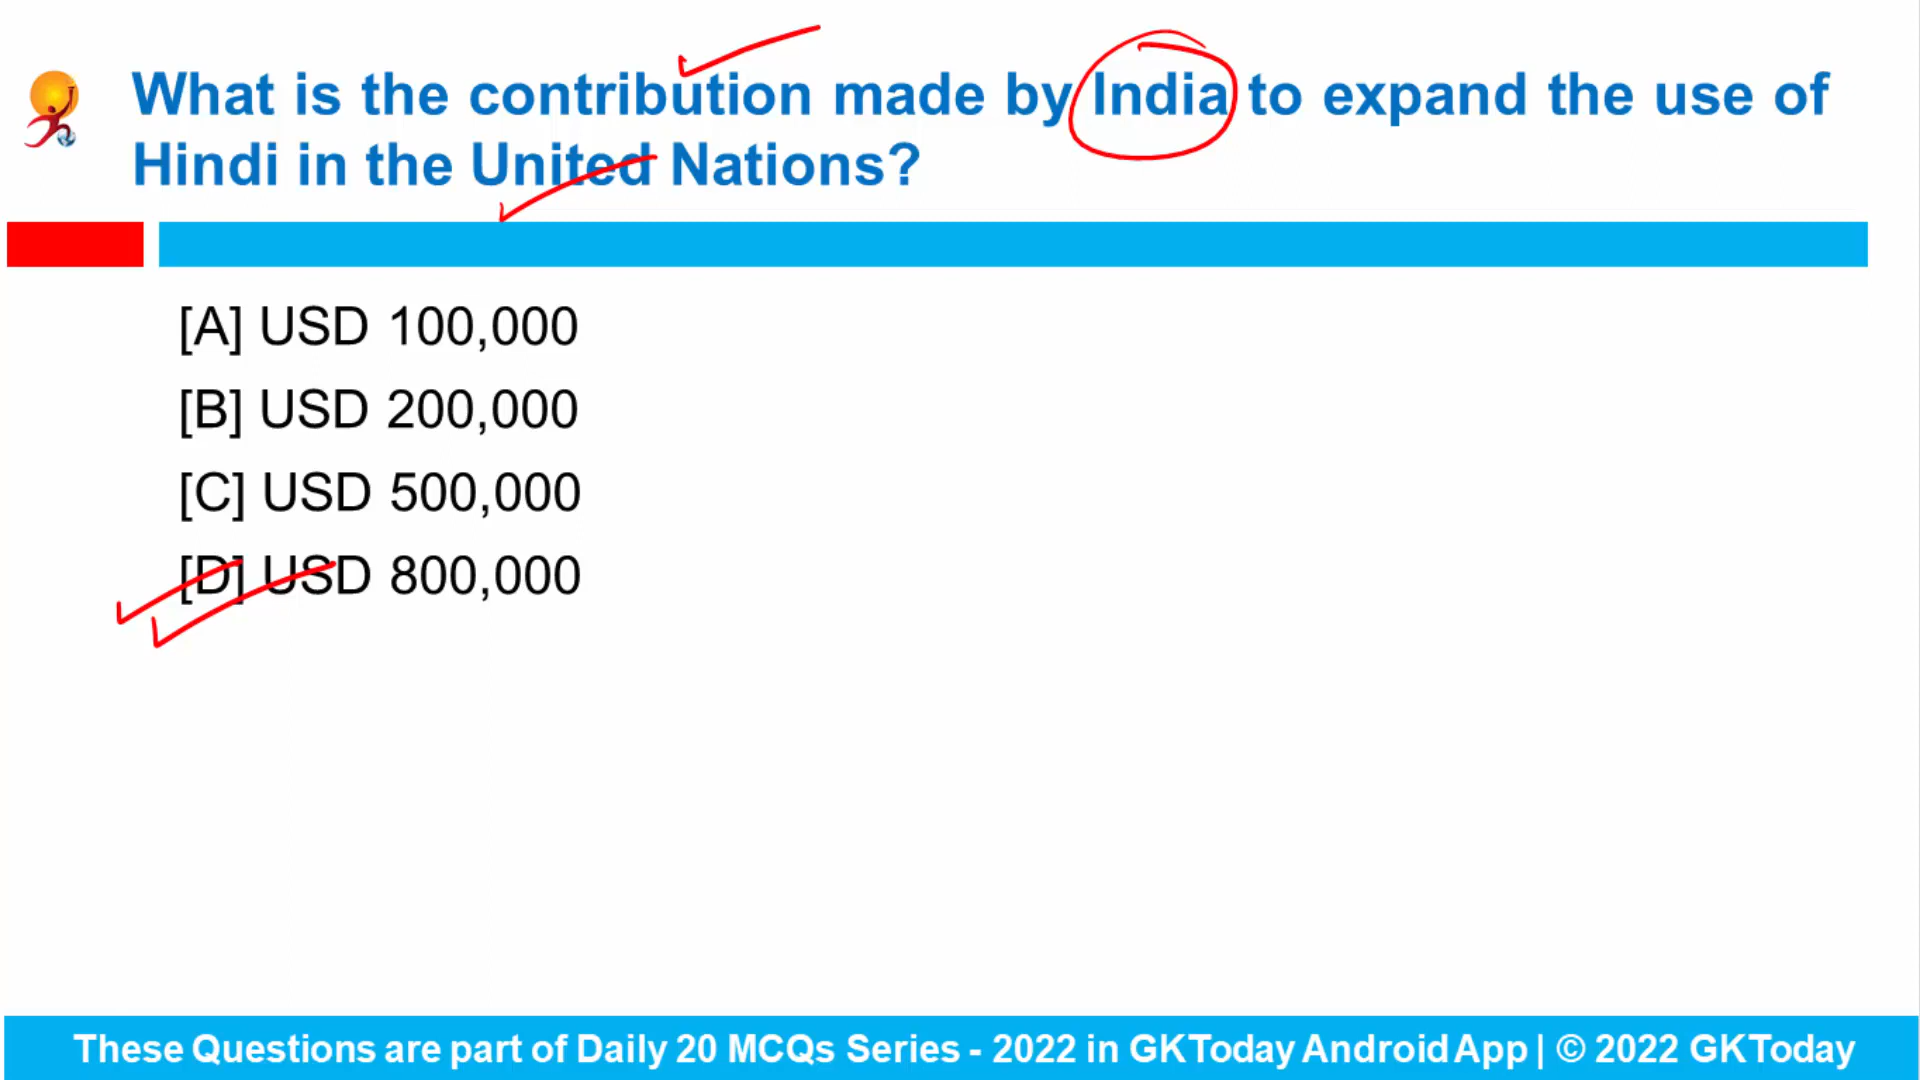 What is the contribution made by India to expand the use of
Hindi in the United Nations?
[A] USD 100,000
[B] USD 200,000
[C] USD 500,000
[D] USD 800,000
These Questions are part of Daily 20 MCQs Series - 2022 in GKToday Android App | © 2022 GKToday